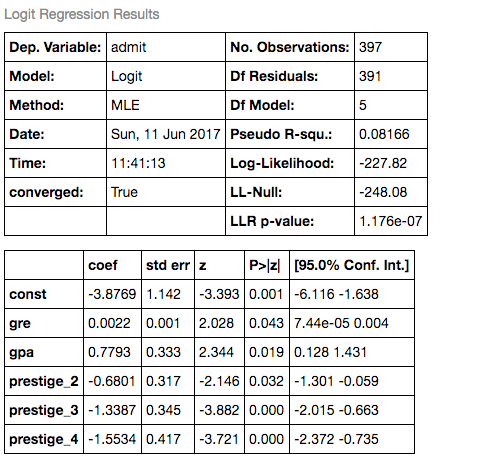 Logit Regression Results
Dep. Variable: admit No. Observations: 397
Model: Logit Df Residuals: 391
Method: MLE Df Model: 5
Date: Sun, 11 Jun 2017 Pseudo R-squ.: 0.08166
Time: 11:41:13 Log-Likelihood: -227.82
converged: True LL-Null: -248.08
LLR p-value: 1.176e-07
coef std err z P>|z| [95.0% Conf. Int.]
const -3.8769 1.142 -3.393 0.001 -6.116 -1.638
gre 0.0022 0.001 2.028 0.043 7.44e-05 0.004
gpa 0.7793 0.333 2.344 0.019 0.128 1.431
prestige_2 -0.6801 0.317 -2.146 0.032 -1.301 -0.059
prestige_3 -1.3387 0.345 -3.882 0.000 -2.015 -0.663
prestige_4 -1.5534 0.417 -3.721 0.000 -2.372 -0.735